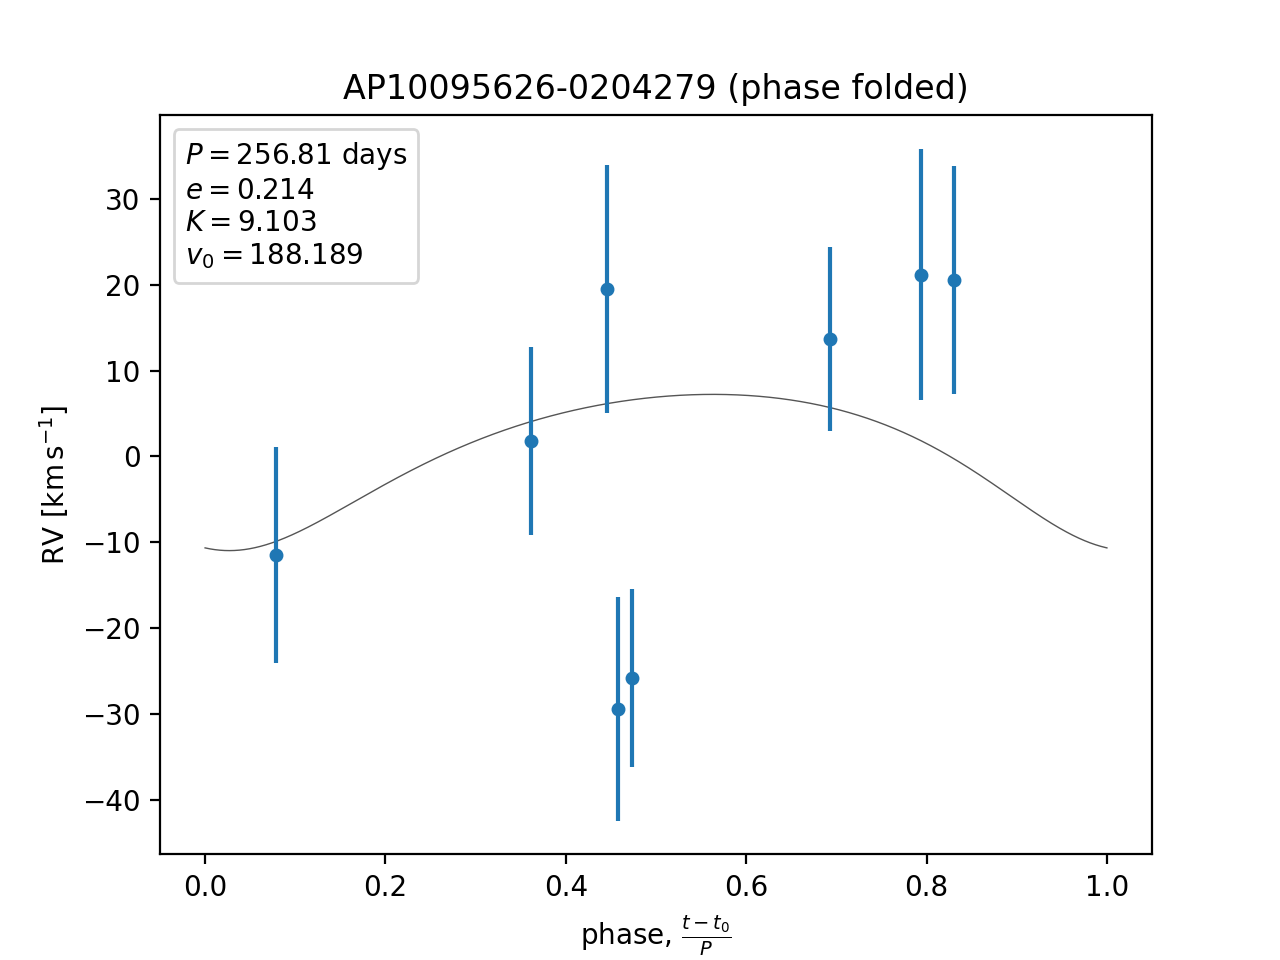 AP10095626-0204279 (phase folded)
P = 256.81 days
e = 0.214
K = 9.103
v₀ = 188.189
RV [km s⁻¹]
30
20
10
0
−10
−20
−30
−40
0.0 0.2 0.4 0.6 0.8 1.0
phase, (t − t₀)/P